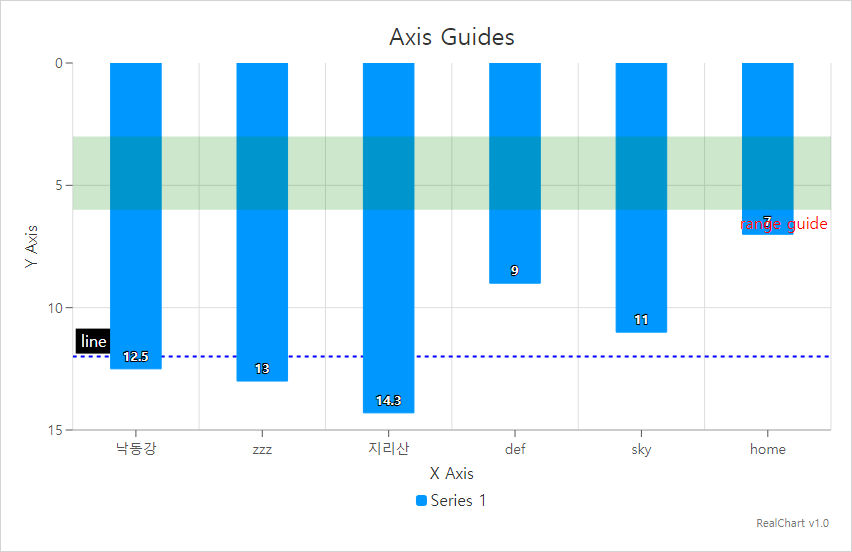 Axis Guides
0
5
10
15
Y Axis
range guide
line
12.5
13
14.3
9
11
7
낙동강
zzz
지리산
def
sky
home
X Axis
Series 1
RealChart v1.0